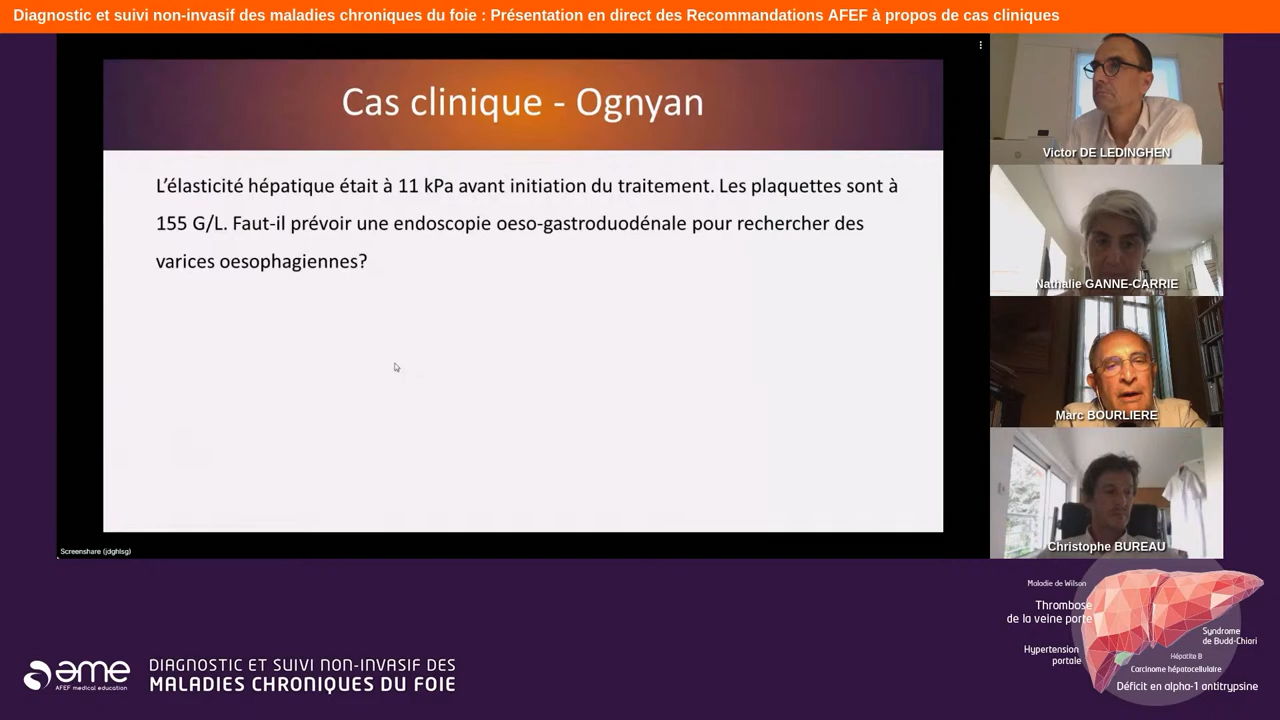 Diagnostic et suivi non-invasif des maladies chroniques du foie : Présentation en direct des Recommandations AFEF à propos de cas cliniques
Cas clinique - Ognyan
L'élasticité hépatique était à 11 kPa avant initiation du traitement. Les plaquettes sont à
155 G/L. Faut-il prévoir une endoscopie oeso-gastroduodénale pour rechercher des
varices oesophagiennes?
Screenshare (jdghlsg)
Victor DE LEDINGHEN
Nathalie GANNE-CARRIE
Marc BOURLIERE
Christophe BUREAU
Maladie de Wilson
Thrombose
de la veine porte
Hypertension
portale
Syndrome
de Budd-Chiari
Hépatite B
Carcinome hépatocellulaire
Déficit en alpha-1 antitrypsine
ame
AFEF medical education
DIAGNOSTIC ET SUIVI NON-INVASIF DES
MALADIES CHRONIQUES DU FOIE